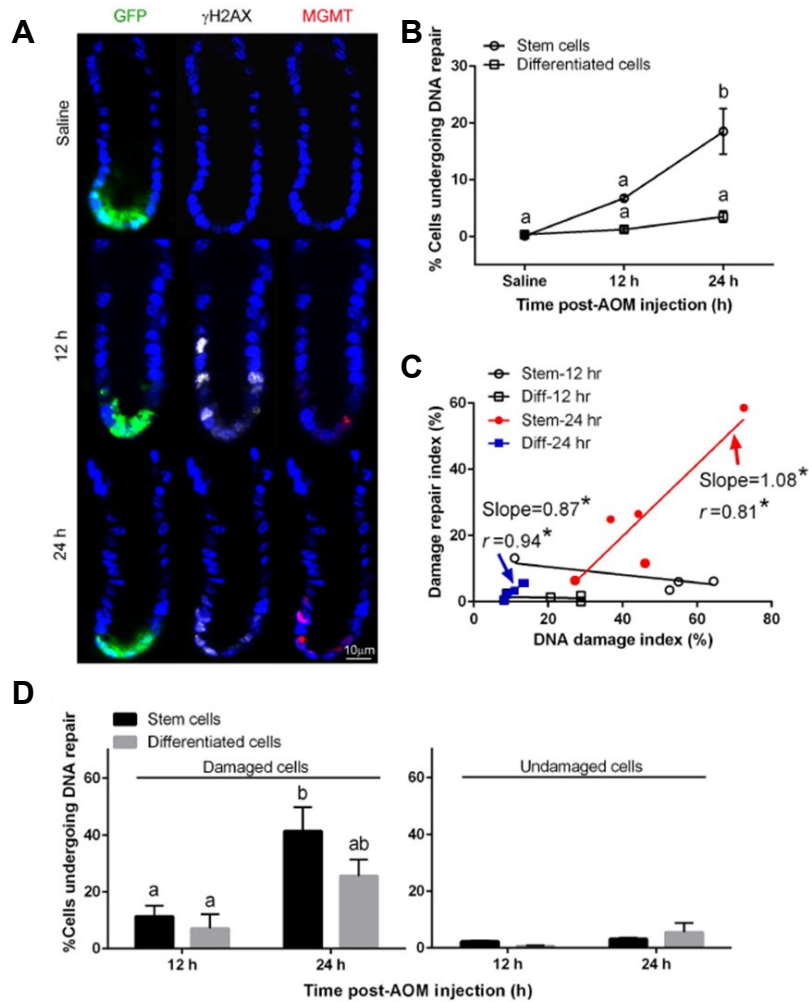 A
GFP γH2AX MGMT
Saline
12 h
24 h
10μm
B
Stem cells
Differentiated cells
% Cells undergoing DNA repair
30
20
10
0
a
a
a
b
a
Saline 12 h 24 h
Time post-AOM injection (h)
C
Stem-12 hr
Diff-12 hr
Stem-24 hr
Diff-24 hr
Damage repair index (%)
60
40
20
0
Slope=0.87*
r=0.94*
Slope=1.08*
r=0.81*
0 20 40 60 80
DNA damage index (%)
D
Stem cells
Differentiated cells
%Cells undergoing DNA repair
Damaged cells
60
40
20
0
a
a
b
ab
12 h 24 h
Undamaged cells
60
40
20
0
12 h 24 h
Time post-AOM injection (h)